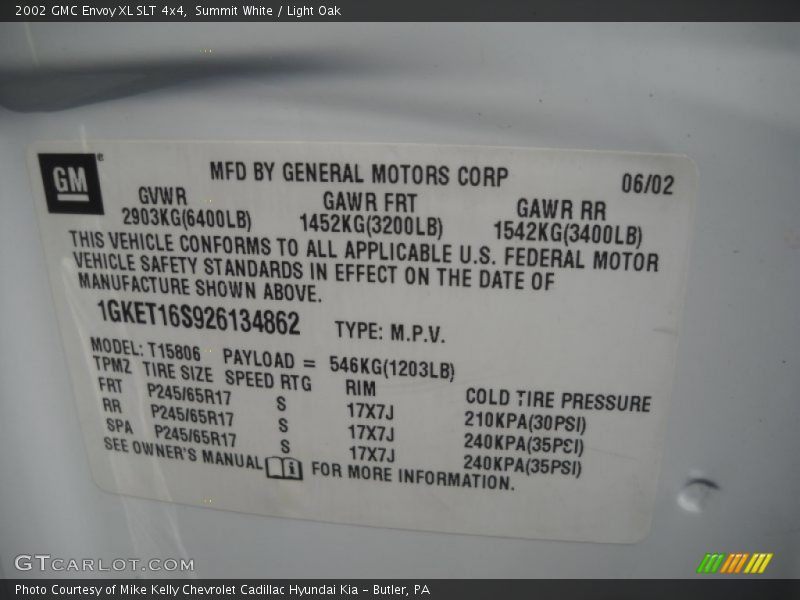 2002 GMC Envoy XL SLT 4x4, Summit White / Light Oak
GM®
MFD BY GENERAL MOTORS CORP 06/02
GVWR GAWR FRT GAWR RR
2903KG(6400LB) 1452KG(3200LB) 1542KG(3400LB)
THIS VEHICLE CONFORMS TO ALL APPLICABLE U.S. FEDERAL MOTOR
VEHICLE SAFETY STANDARDS IN EFFECT ON THE DATE OF
MANUFACTURE SHOWN ABOVE.
1GKET16S926134862 TYPE: M.P.V.
MODEL: T15806 PAYLOAD = 546KG(1203LB)
TPMZ TIRE SIZE SPEED RTG RIM COLD TIRE PRESSURE
FRT P245/65R17 S 17X7J 210KPA(30PSI)
RR P245/65R17 S 17X7J 240KPA(35PSI)
SPA P245/65R17 S 17X7J 240KPA(35PSI)
SEE OWNER'S MANUAL i FOR MORE INFORMATION.
GTCARLOT.COM
Photo Courtesy of Mike Kelly Chevrolet Cadillac Hyundai Kia – Butler, PA